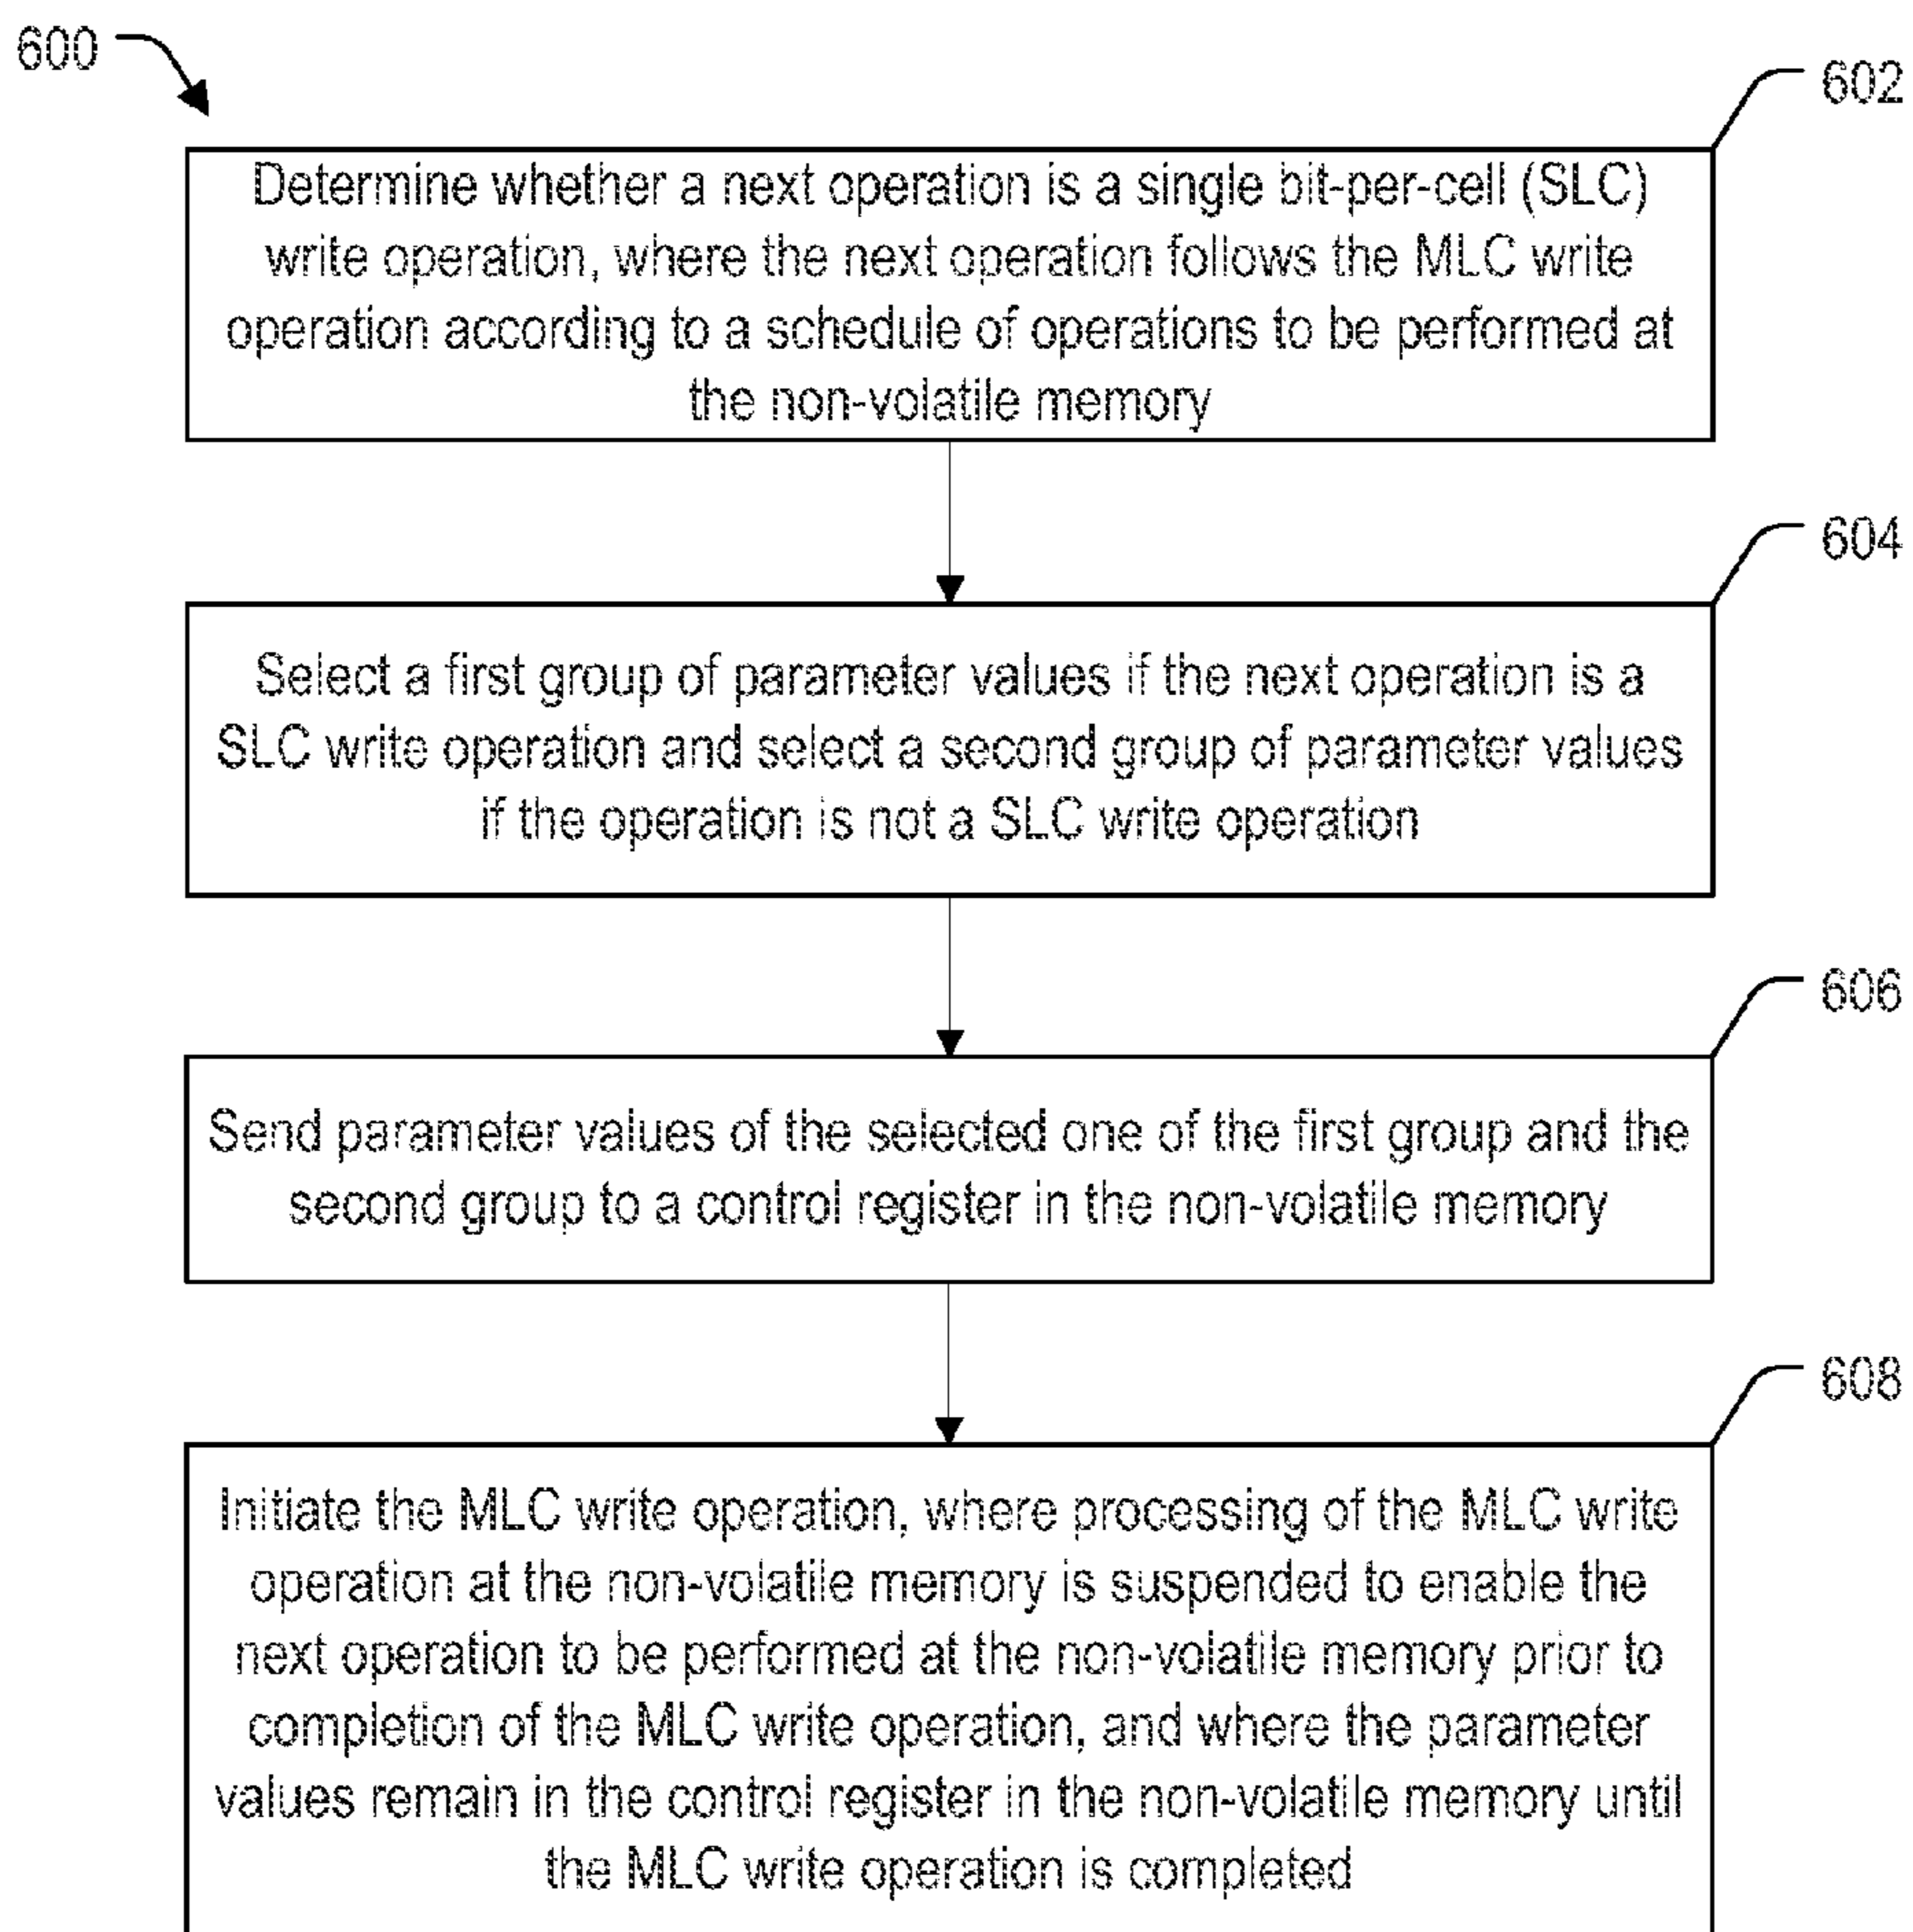 600
602
Determine whether a next operation is a single bit-per-cell (SLC)
write operation, where the next operation follows the MLC write
operation according to a schedule of operations to be performed at
the non-volatile memory
604
Select a first group of parameter values if the next operation is a
SLC write operation and select a second group of parameter values
if the operation is not a SLC write operation
606
Send parameter values of the selected one of the first group and the
second group to a control register in the non-volatile memory
608
Initiate the MLC write operation, where processing of the MLC write
operation at the non-volatile memory is suspended to enable the
next operation to be performed at the non-volatile memory prior to
completion of the MLC write operation, and where the parameter
values remain in the control register in the non-volatile memory until
the MLC write operation is completed